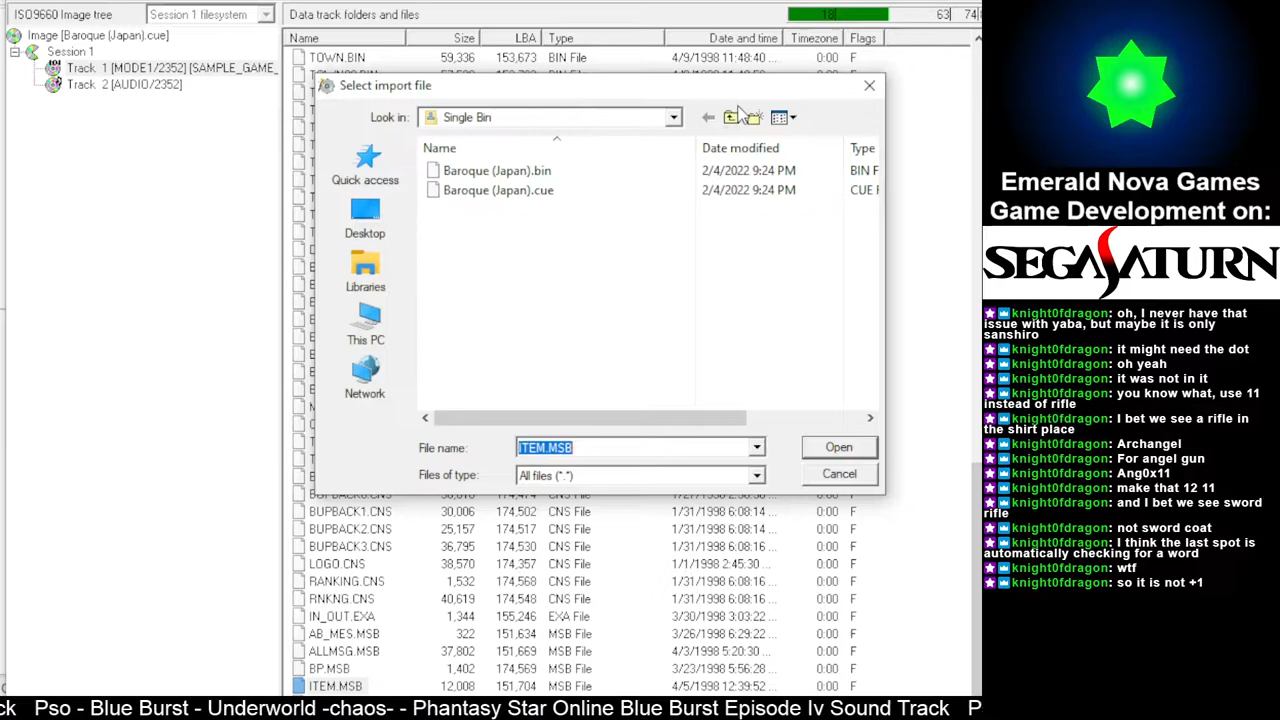 ISO9660 Image tree
Session 1 filesystem
Data track folders and files
18
63
74
Image [Baroque (Japan).cue]
Session 1
Track 1 [MODE1/2352] [SAMPLE_GAME_
Track 2 [AUDIO/2352]
Name Size LBA Type Date and time Timezone Flags
TOWN.BIN 59,336 153,673 BIN File 4/9/1998 11:48:40 ... 0:00 F
Select import file
Look in: Single Bin
Name Date modified Type
Baroque (Japan).bin 2/4/2022 9:24 PM BIN F
Baroque (Japan).cue 2/4/2022 9:24 PM CUE F
Quick access
Desktop
Libraries
This PC
Network
File name: ITEM.MSB Open
Files of type: All files (*.*) Cancel
BUPBACK1.CNS 30,006 174,502 CNS File 1/31/1998 6:08:14 ... 0:00 F
BUPBACK2.CNS 25,157 174,517 CNS File 1/31/1998 6:08:14 ... 0:00 F
BUPBACK3.CNS 36,795 174,530 CNS File 1/31/1998 6:08:16 ... 0:00 F
LOGO.CNS 38,570 174,357 CNS File 1/1/1998 2:45:30 ... 0:00 F
RANKING.CNS 1,532 174,568 CNS File 1/31/1998 6:08:16 ... 0:00 F
RNKNG.CNS 40,619 174,548 CNS File 1/31/1998 6:08:16 ... 0:00 F
IN_OUT.EXA 155,246 EXA File 3/30/1998 3:03:42 ... 0:00 F
AB_MES.MSB 322 151,634 MSB File 3/26/1998 6:29:22 ... 0:00 F
ALLMSG.MSB 37,802 151,685 MSB File 4/4/1998 5:20:30 ... 0:00 F
BP.MSB 1,402 174,569 MSB File 3/23/1998 5:56:28 ... 0:00 F
ITEM.MSB 12,008 151,704 MSB File 4/5/1998 12:39:52 ... 0:00 F
Emerald Nova Games
Game Development on:
SEGA SATURN
knight0fdragon: oh, I never have that
issue with yaba, but maybe it is only
sanshiro
knight0fdragon: it might need the dot
knight0fdragon: oh yeah
knight0fdragon: it was not in it
knight0fdragon: you know what, use 11
instead of rifle
knight0fdragon: I bet we see a rifle in
the shirt place
knight0fdragon: Archangel
knight0fdragon: For angel gun
knight0fdragon: Ang0x11
knight0fdragon: make that 12 11
knight0fdragon: and I bet we see sword
rifle
knight0fdragon: not sword coat
knight0fdragon: I think the last spot is
automatically checking for a word
knight0fdragon: wtf
knight0fdragon: so it is not +1
ck Pso - Blue Burst - Underworld -chaos- - Phantasy Star Online Blue Burst Episode Iv Sound Track P